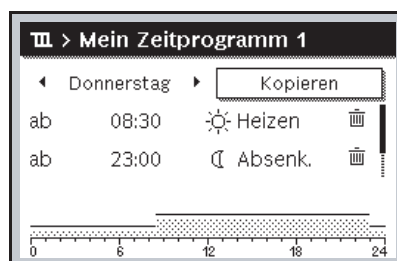 > Mein Zeitprogramm 1
Donnerstag Kopieren
ab 08:30 Heizen
ab 23:00 Absenk.
0 6 12 18 24